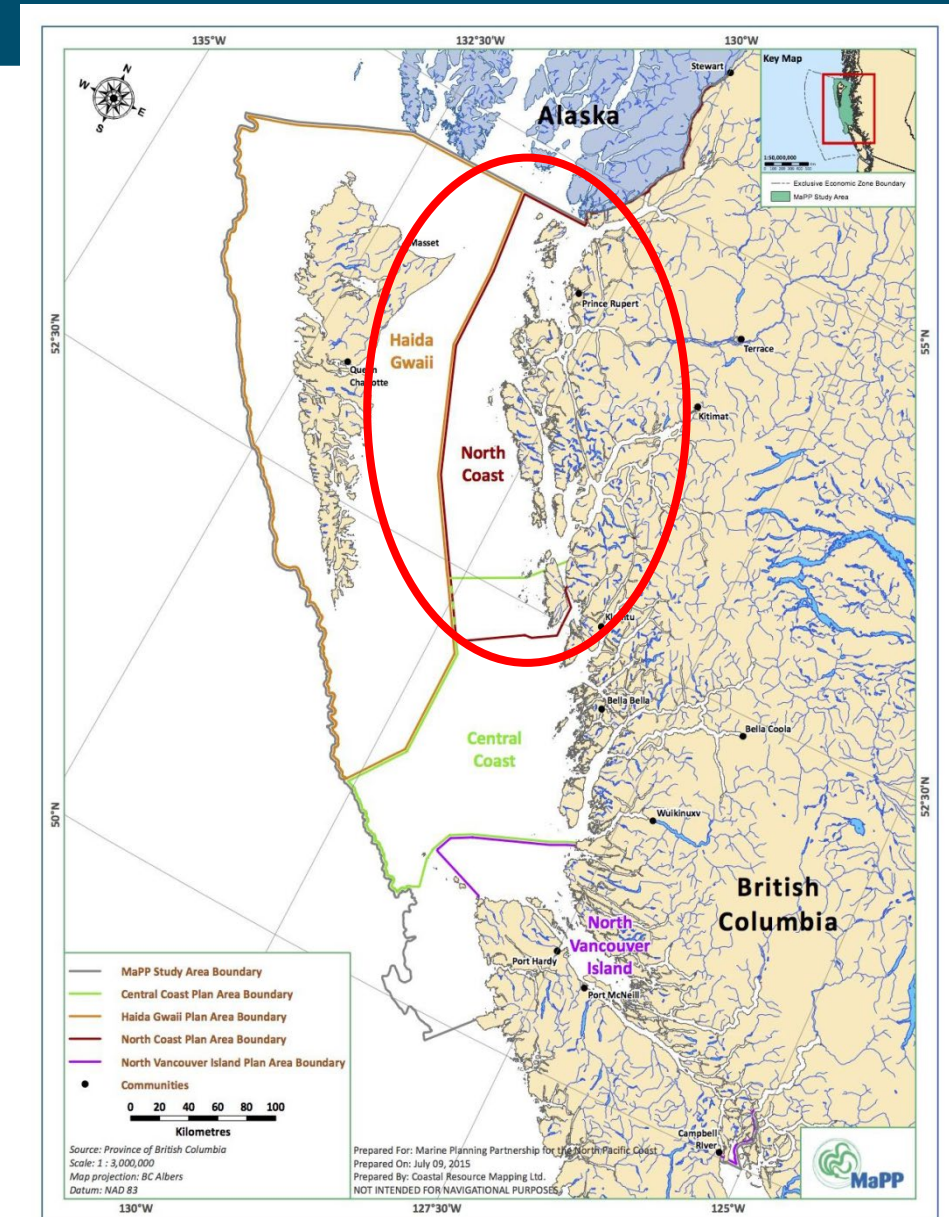 135°W
132°30'W
130°W
N
W
E
S
Stewart
Alaska
Key Map
1:50,000,000
Exclusive Economic Zone Boundary
MaPP Study Area
Masset
Prince Rupert
52°30'N
55°N
Haida
Gwaii
Terrace
Queen
Charlotte
Kitimat
North
Coast
Klemtu
Bella Bella
Central
Coast
Bella Coola
50°N
52°30'N
Wuikinuxv
British
Columbia
North
Vancouver
Island
Port Hardy
Port McNeill
MaPP Study Area Boundary
Central Coast Plan Area Boundary
Haida Gwaii Plan Area Boundary
North Coast Plan Area Boundary
North Vancouver Island Plan Area Boundary
Communities
0 20 40 60 80 100
Kilometres
Source: Province of British Columbia
Scale: 1 : 3,000,000
Map projection: BC Albers
Datum: NAD 83
Prepared For: Marine Planning Partnership for the North Pacific Coast
Prepared On: July 09, 2015
Prepared By: Coastal Resource Mapping Ltd.
NOT INTENDED FOR NAVIGATIONAL PURPOSES
Campbell
River
MaPP
130°W
127°30'W
125°W